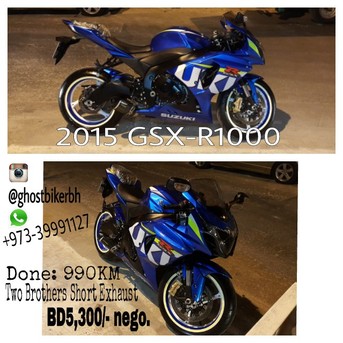 SUZUKI
2015 GSX-R1000
@ghostbikerbh
+973-39991127
Done: 990KM
Two Brothers Short Exhaust
BD5,300/- nego.